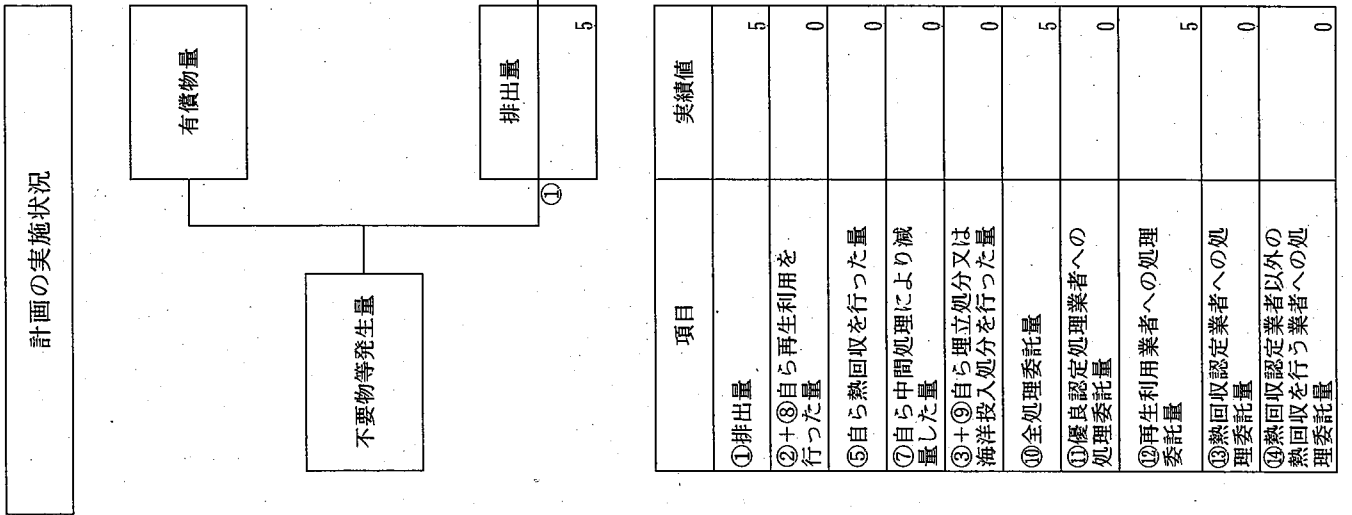 計画の実施状況
有償物量
不要物等発生量
排出量
5
①
項目
実績値
①排出量
5
②+⑧自ら再生利用を
行った量
0
⑤自ら熱回収を行った量
0
⑦自ら中間処理により減
量した量
0
③+⑨自ら埋立処分又は
海洋投入処分を行った量
0
⑩全処理委託量
5
⑪優良認定処理業者への
処理委託量
0
⑫再生利用業者への処理
委託量
5
⑬熱回収認定業者への処
理委託量
0
⑭熱回収認定業者以外の
熱回収を行う業者への処
理委託量
0